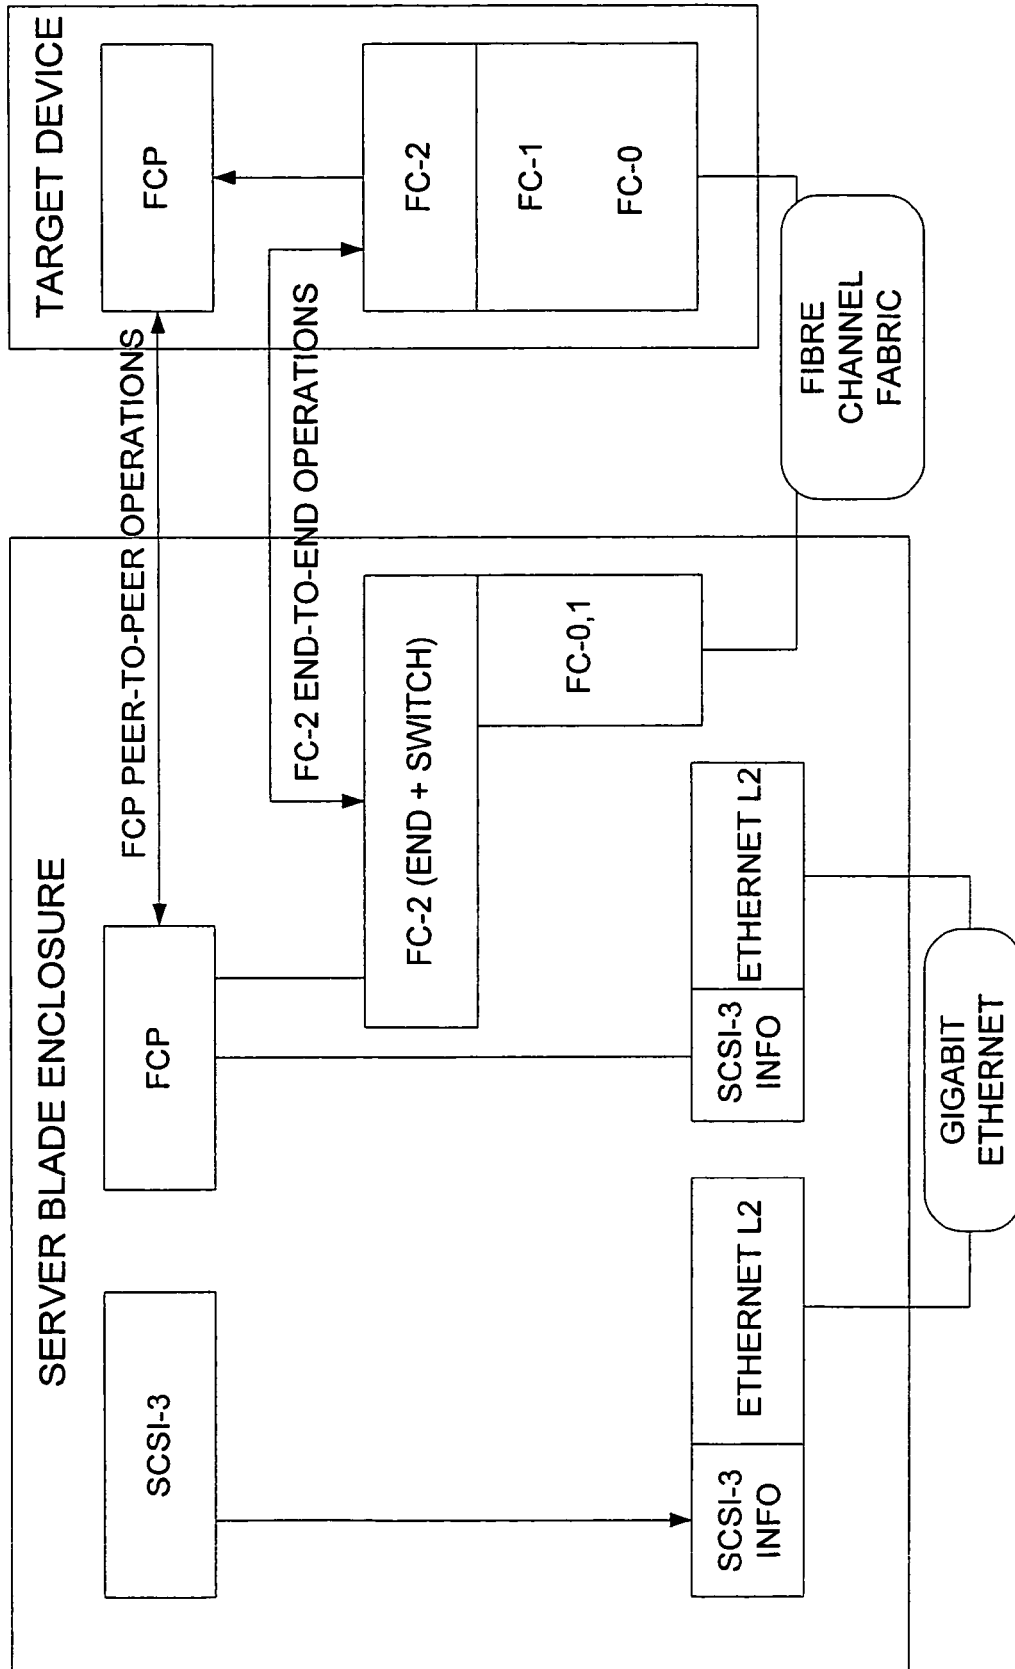 SERVER BLADE ENCLOSURE
TARGET DEVICE
SCSI-3
FCP
FCP PEER-TO-PEER OPERATIONS
FCP
FC-2 END-TO-END OPERATIONS
FC-2 (END + SWITCH)
FC-0,1
FC-2
FC-1
FC-0
SCSI-3
INFO
ETHERNET L2
SCSI-3
INFO
ETHERNET L2
GIGABIT
ETHERNET
FIBRE
CHANNEL
FABRIC